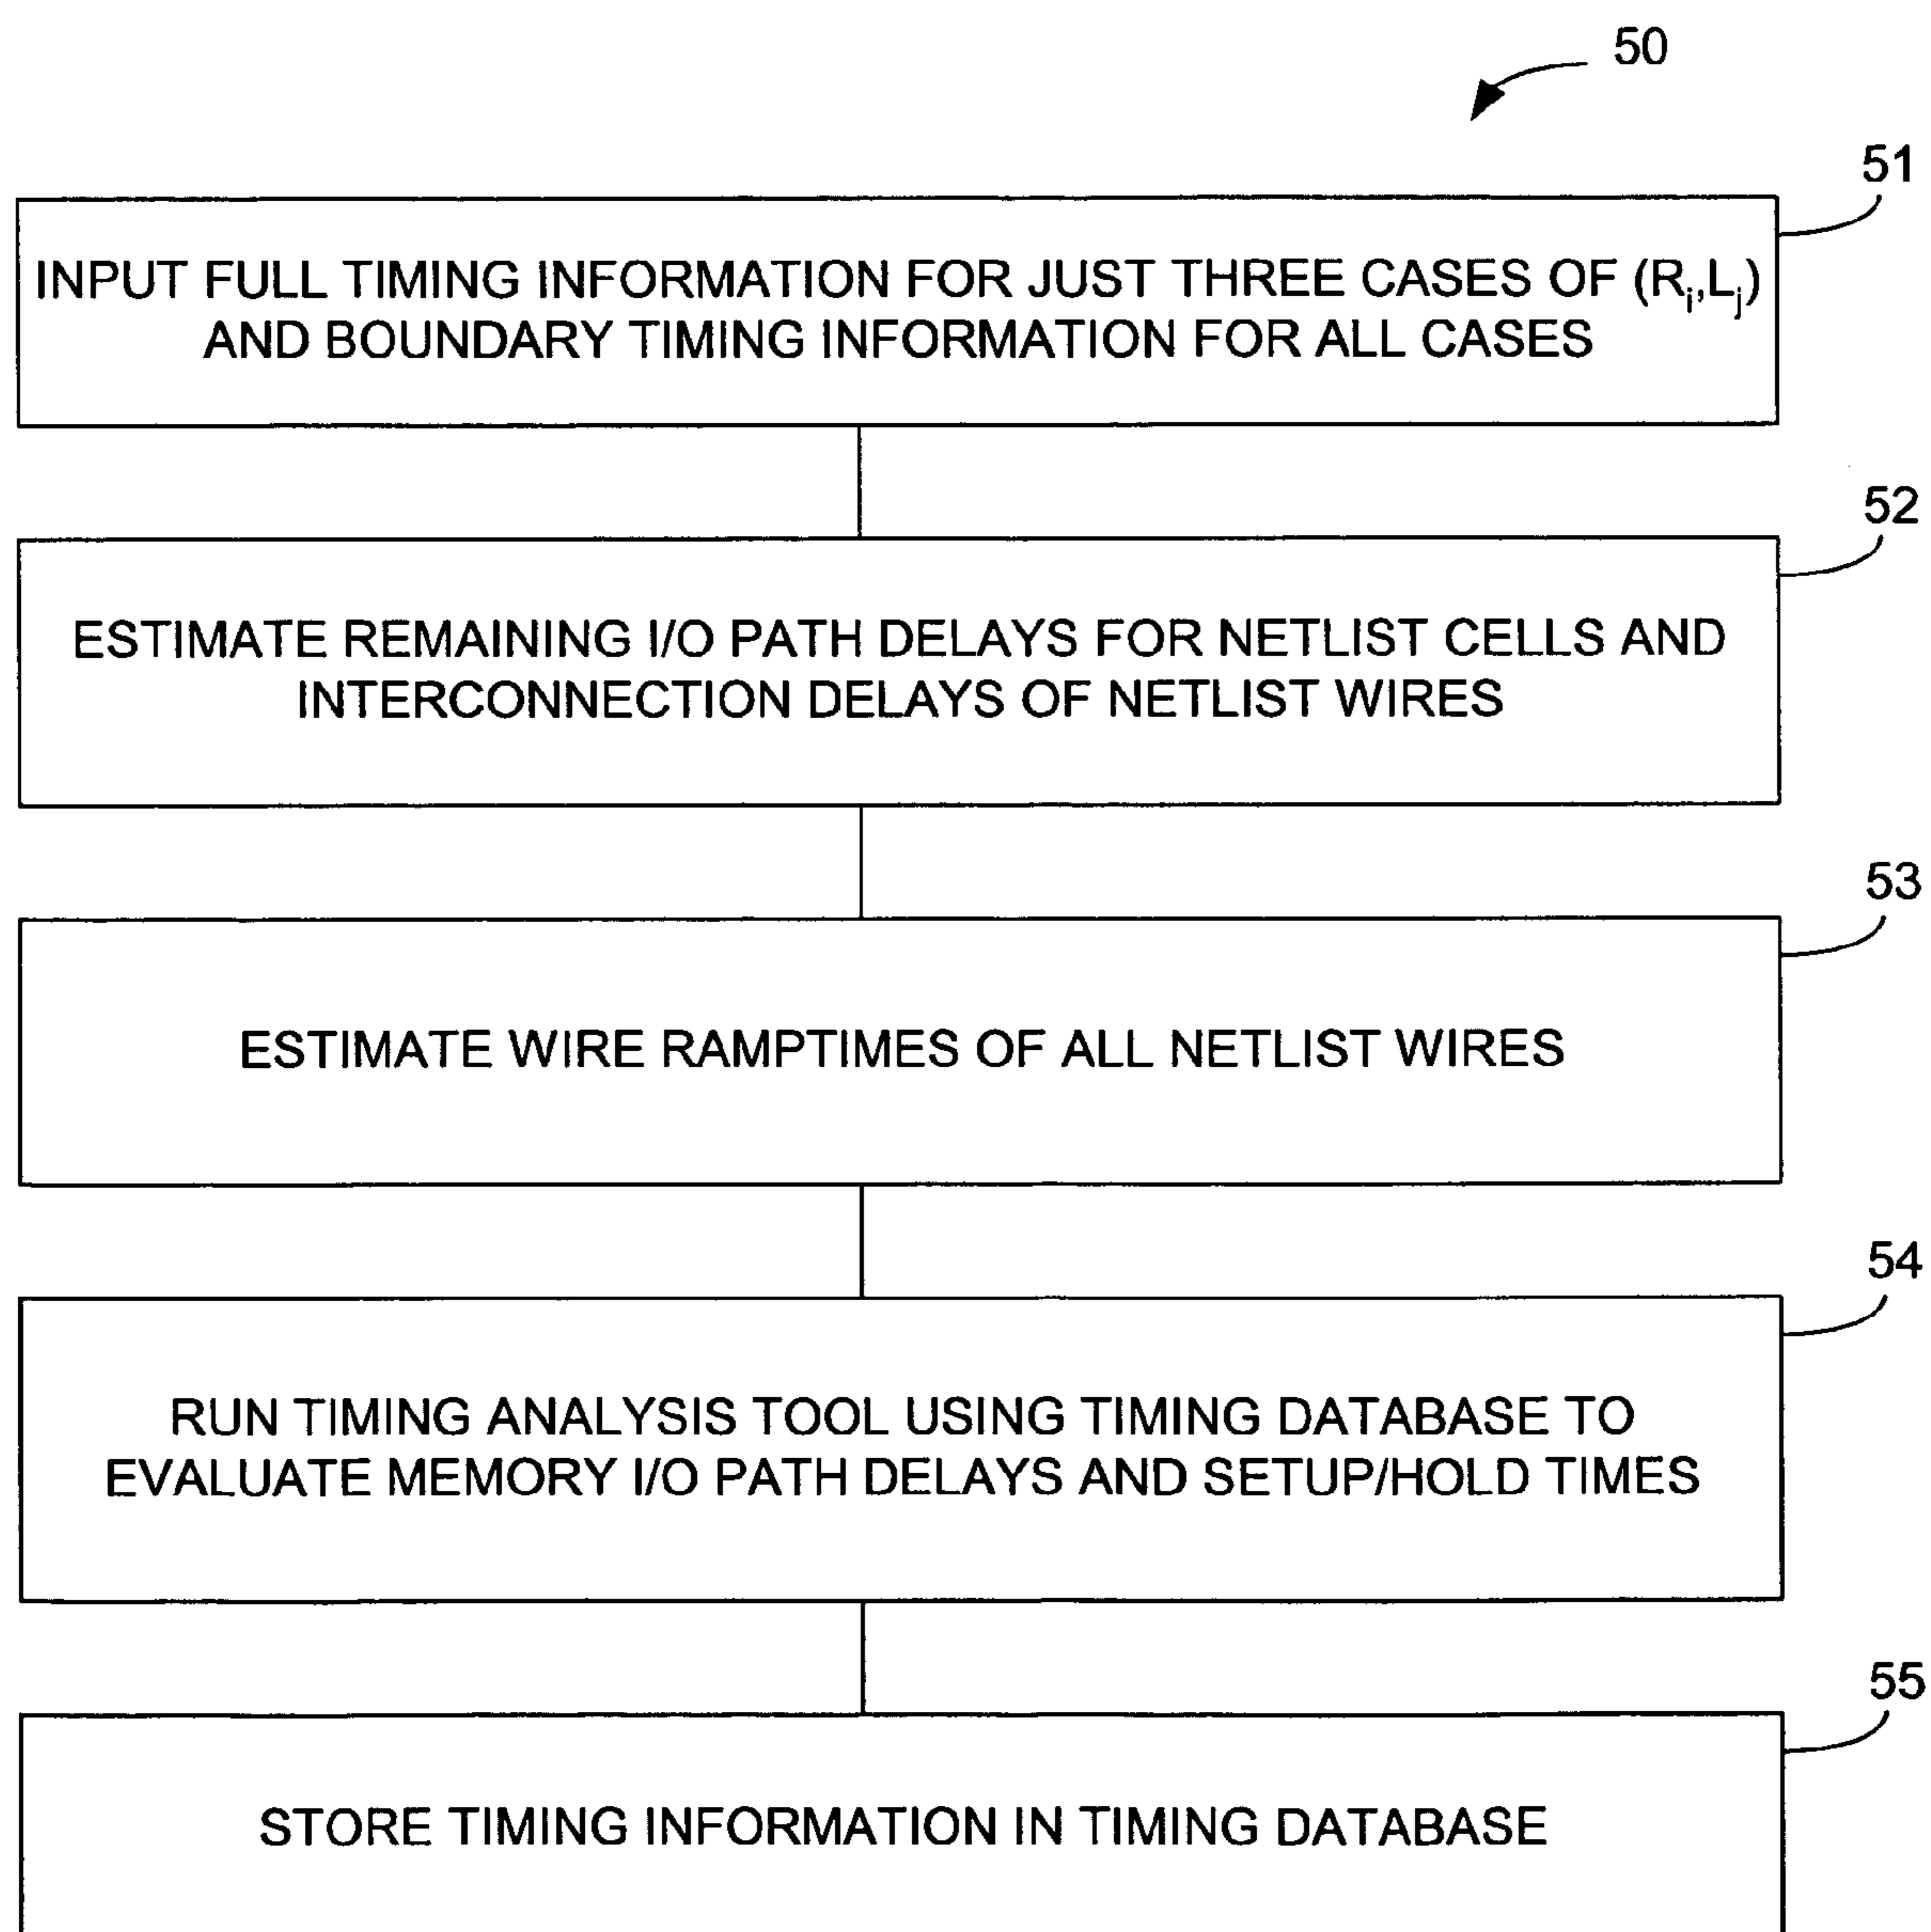 50
51
INPUT FULL TIMING INFORMATION FOR JUST THREE CASES OF (Ri,Lj)
AND BOUNDARY TIMING INFORMATION FOR ALL CASES
52
ESTIMATE REMAINING I/O PATH DELAYS FOR NETLIST CELLS AND
INTERCONNECTION DELAYS OF NETLIST WIRES
53
ESTIMATE WIRE RAMPTIMES OF ALL NETLIST WIRES
54
RUN TIMING ANALYSIS TOOL USING TIMING DATABASE TO
EVALUATE MEMORY I/O PATH DELAYS AND SETUP/HOLD TIMES
55
STORE TIMING INFORMATION IN TIMING DATABASE